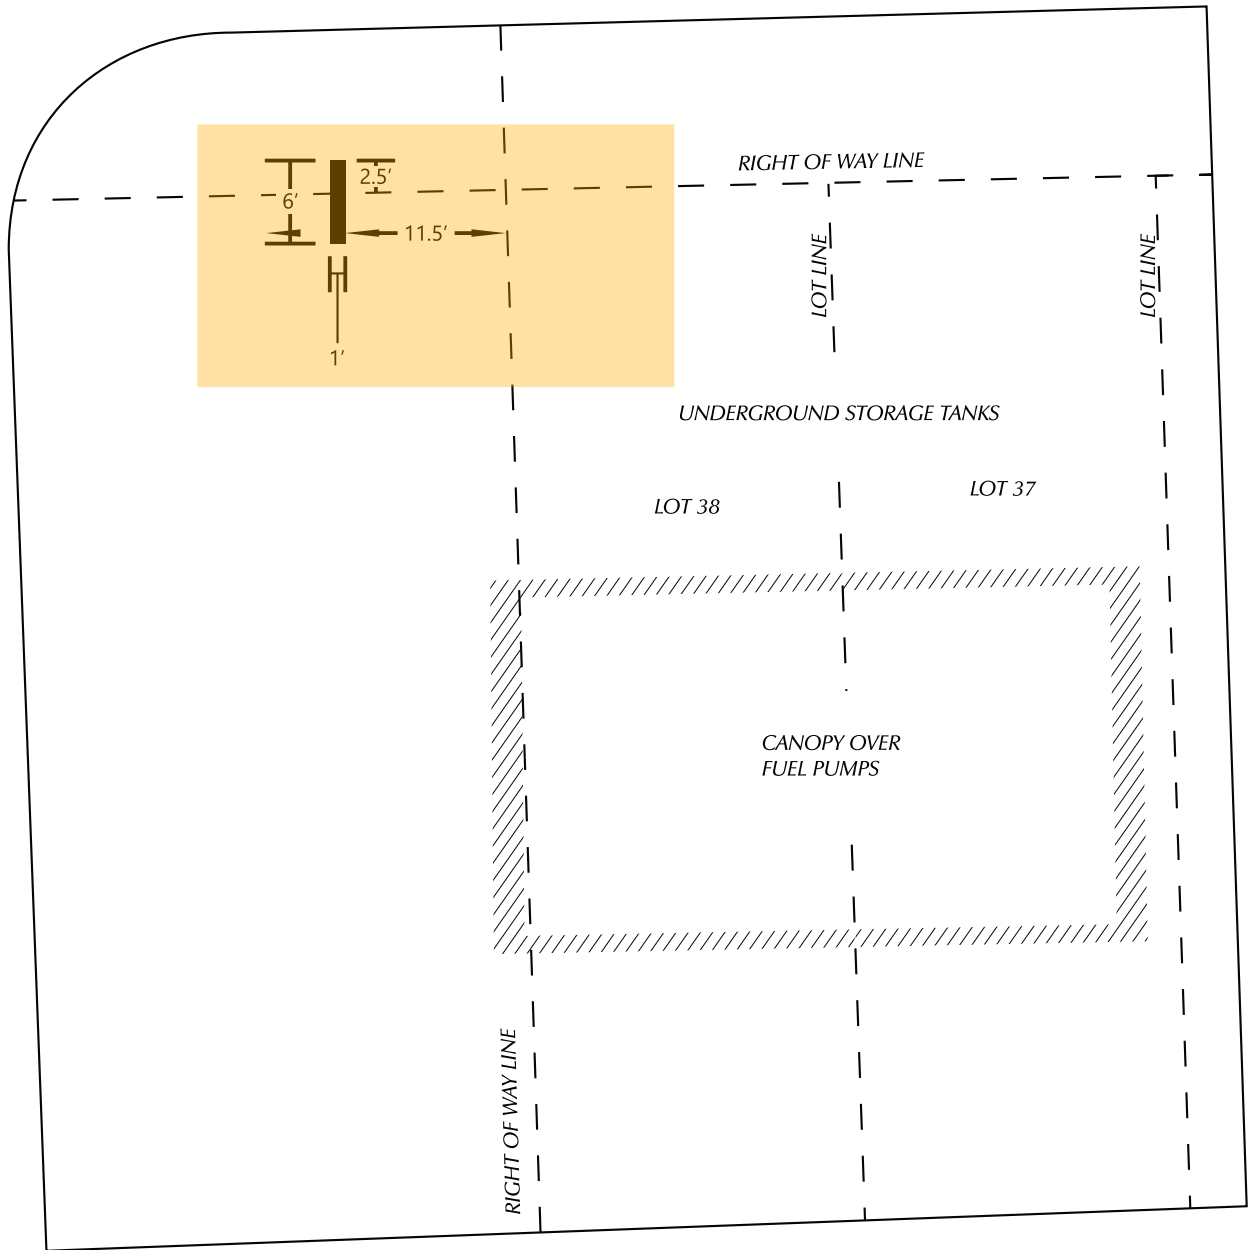 RIGHT OF WAY LINE
2.5'
6'
11.5'
LOT LINE
LOT LINE
1'
UNDERGROUND STORAGE TANKS
LOT 37
LOT 38
CANOPY OVER
FUEL PUMPS
RIGHT OF WAY LINE